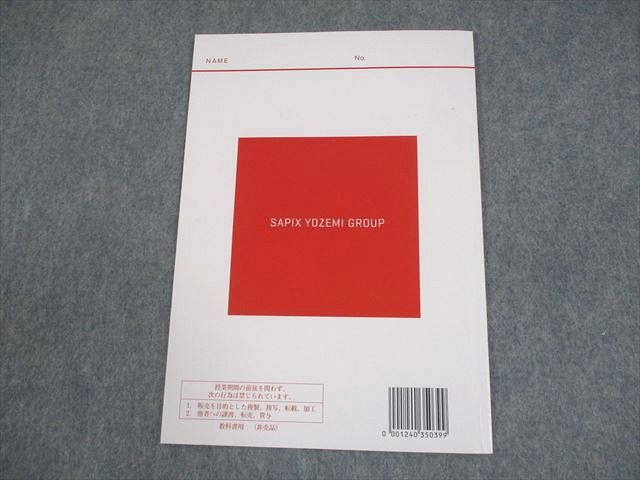 NAME
No.
SAPIX YOZEMI GROUP
授業期間の前後を問わず、
次の行為は禁じられています。
1. 販売を目的とした複製、複写、転載、加工
2. 他者への譲渡、転売、貸与
教科書用 （非売品）
0 001240 350399